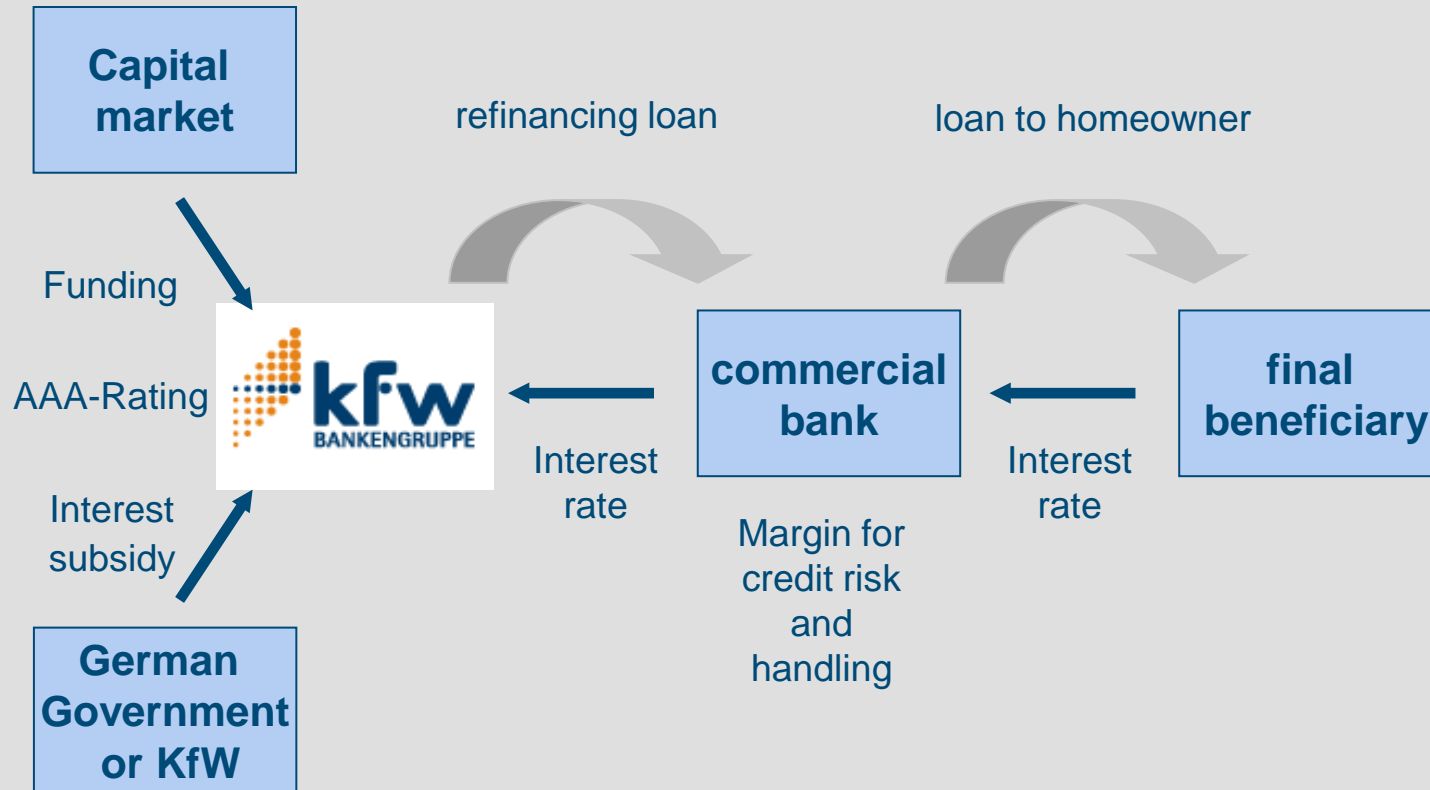 Capital
market
refinancing loan
loan to homeowner
Funding
AAA-Rating
kfw
BANKENGRUPPE
commercial
bank
final
beneficiary
Interest
rate
Interest
rate
Interest
subsidy
Margin for
credit risk
and
handling
German
Government
or KfW